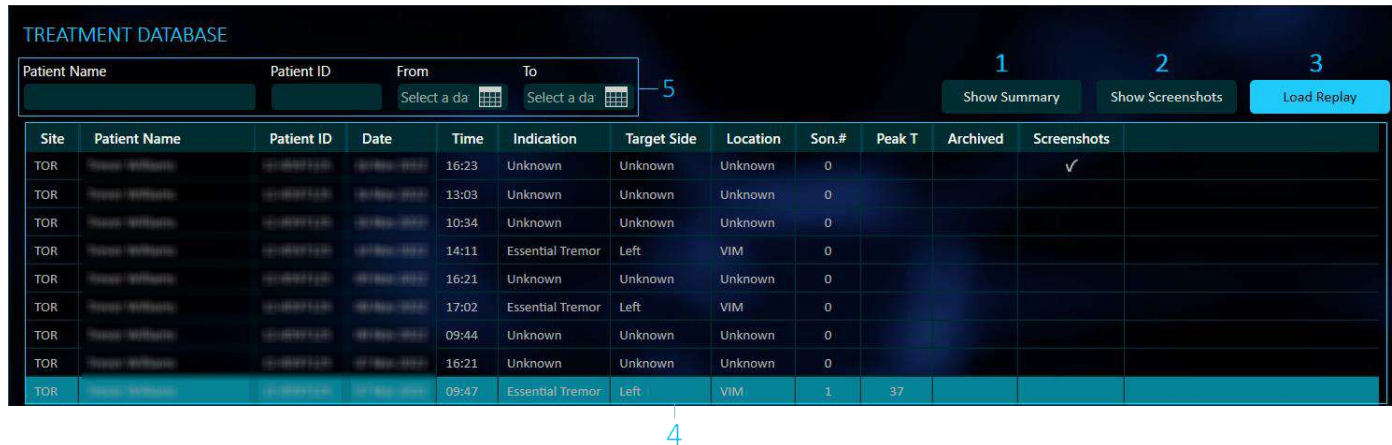 TREATMENT DATABASE
Patient Name Patient ID From To
Select a da Select a da 5
1 2 3
Show Summary Show Screenshots Load Replay
Site Patient Name Patient ID Date Time Indication Target Side Location Son.# Peak T Archived Screenshots
TOR 16:23 Unknown Unknown Unknown 0 ✓
TOR 13:03 Unknown Unknown Unknown 0
TOR 10:34 Unknown Unknown Unknown 0
TOR 14:11 Essential Tremor Left VIM 0
TOR 16:21 Unknown Unknown Unknown 0
TOR 17:02 Essential Tremor Left VIM 0
TOR 09:44 Unknown Unknown Unknown 0
TOR 16:21 Unknown Unknown Unknown 0
TOR 09:47 Essential Tremor Left VIM 1 37
4